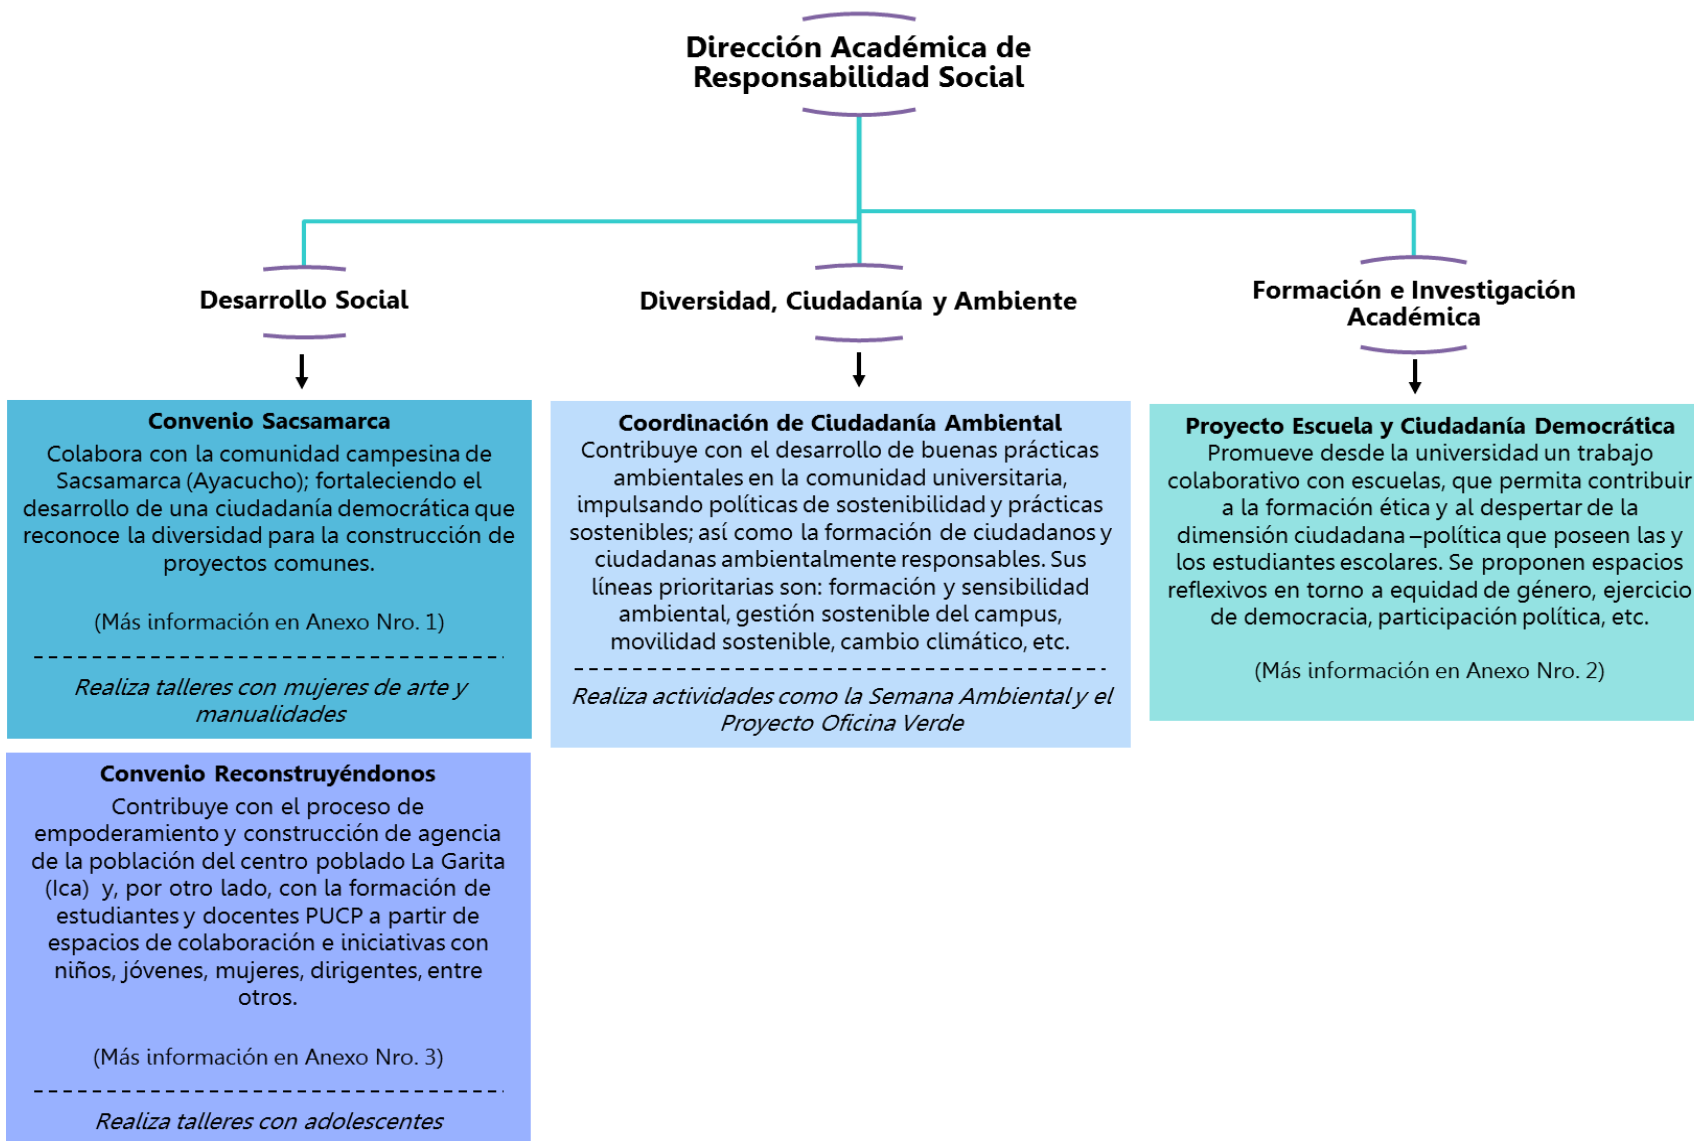 Dirección Académica de
Responsabilidad Social
Desarrollo Social
Diversidad, Ciudadanía y Ambiente
Formación e Investigación
Académica
Convenio Sacsamarca
Colabora con la comunidad campesina de
Sacsamarca (Ayacucho); fortaleciendo el
desarrollo de una ciudadanía democrática que
reconoce la diversidad para la construcción de
proyectos comunes.
(Más información en Anexo Nro. 1)
Realiza talleres con mujeres de arte y
manualidades
Convenio Reconstruyéndonos
Contribuye con el proceso de
empoderamiento y construcción de agencia
de la población del centro poblado La Garita
(Ica) y, por otro lado, con la formación de
estudiantes y docentes PUCP a partir de
espacios de colaboración e iniciativas con
niños, jóvenes, mujeres, dirigentes, entre
otros.
(Más información en Anexo Nro. 3)
Realiza talleres con adolescentes
Coordinación de Ciudadanía Ambiental
Contribuye con el desarrollo de buenas prácticas
ambientales en la comunidad universitaria,
impulsando políticas de sostenibilidad y prácticas
sostenibles; así como la formación de ciudadanos y
ciudadanas ambientalmente responsables. Sus
líneas prioritarias son: formación y sensibilidad
ambiental, gestión sostenible del campus,
movilidad sostenible, cambio climático, etc.
Realiza actividades como la Semana Ambiental y el
Proyecto Oficina Verde
Proyecto Escuela y Ciudadanía Democrática
Promueve desde la universidad un trabajo
colaborativo con escuelas, que permita contribuir
a la formación ética y al despertar de la
dimensión ciudadana –política que poseen las y
los estudiantes escolares. Se proponen espacios
reflexivos en torno a equidad de género, ejercicio
de democracia, participación política, etc.
(Más información en Anexo Nro. 2)